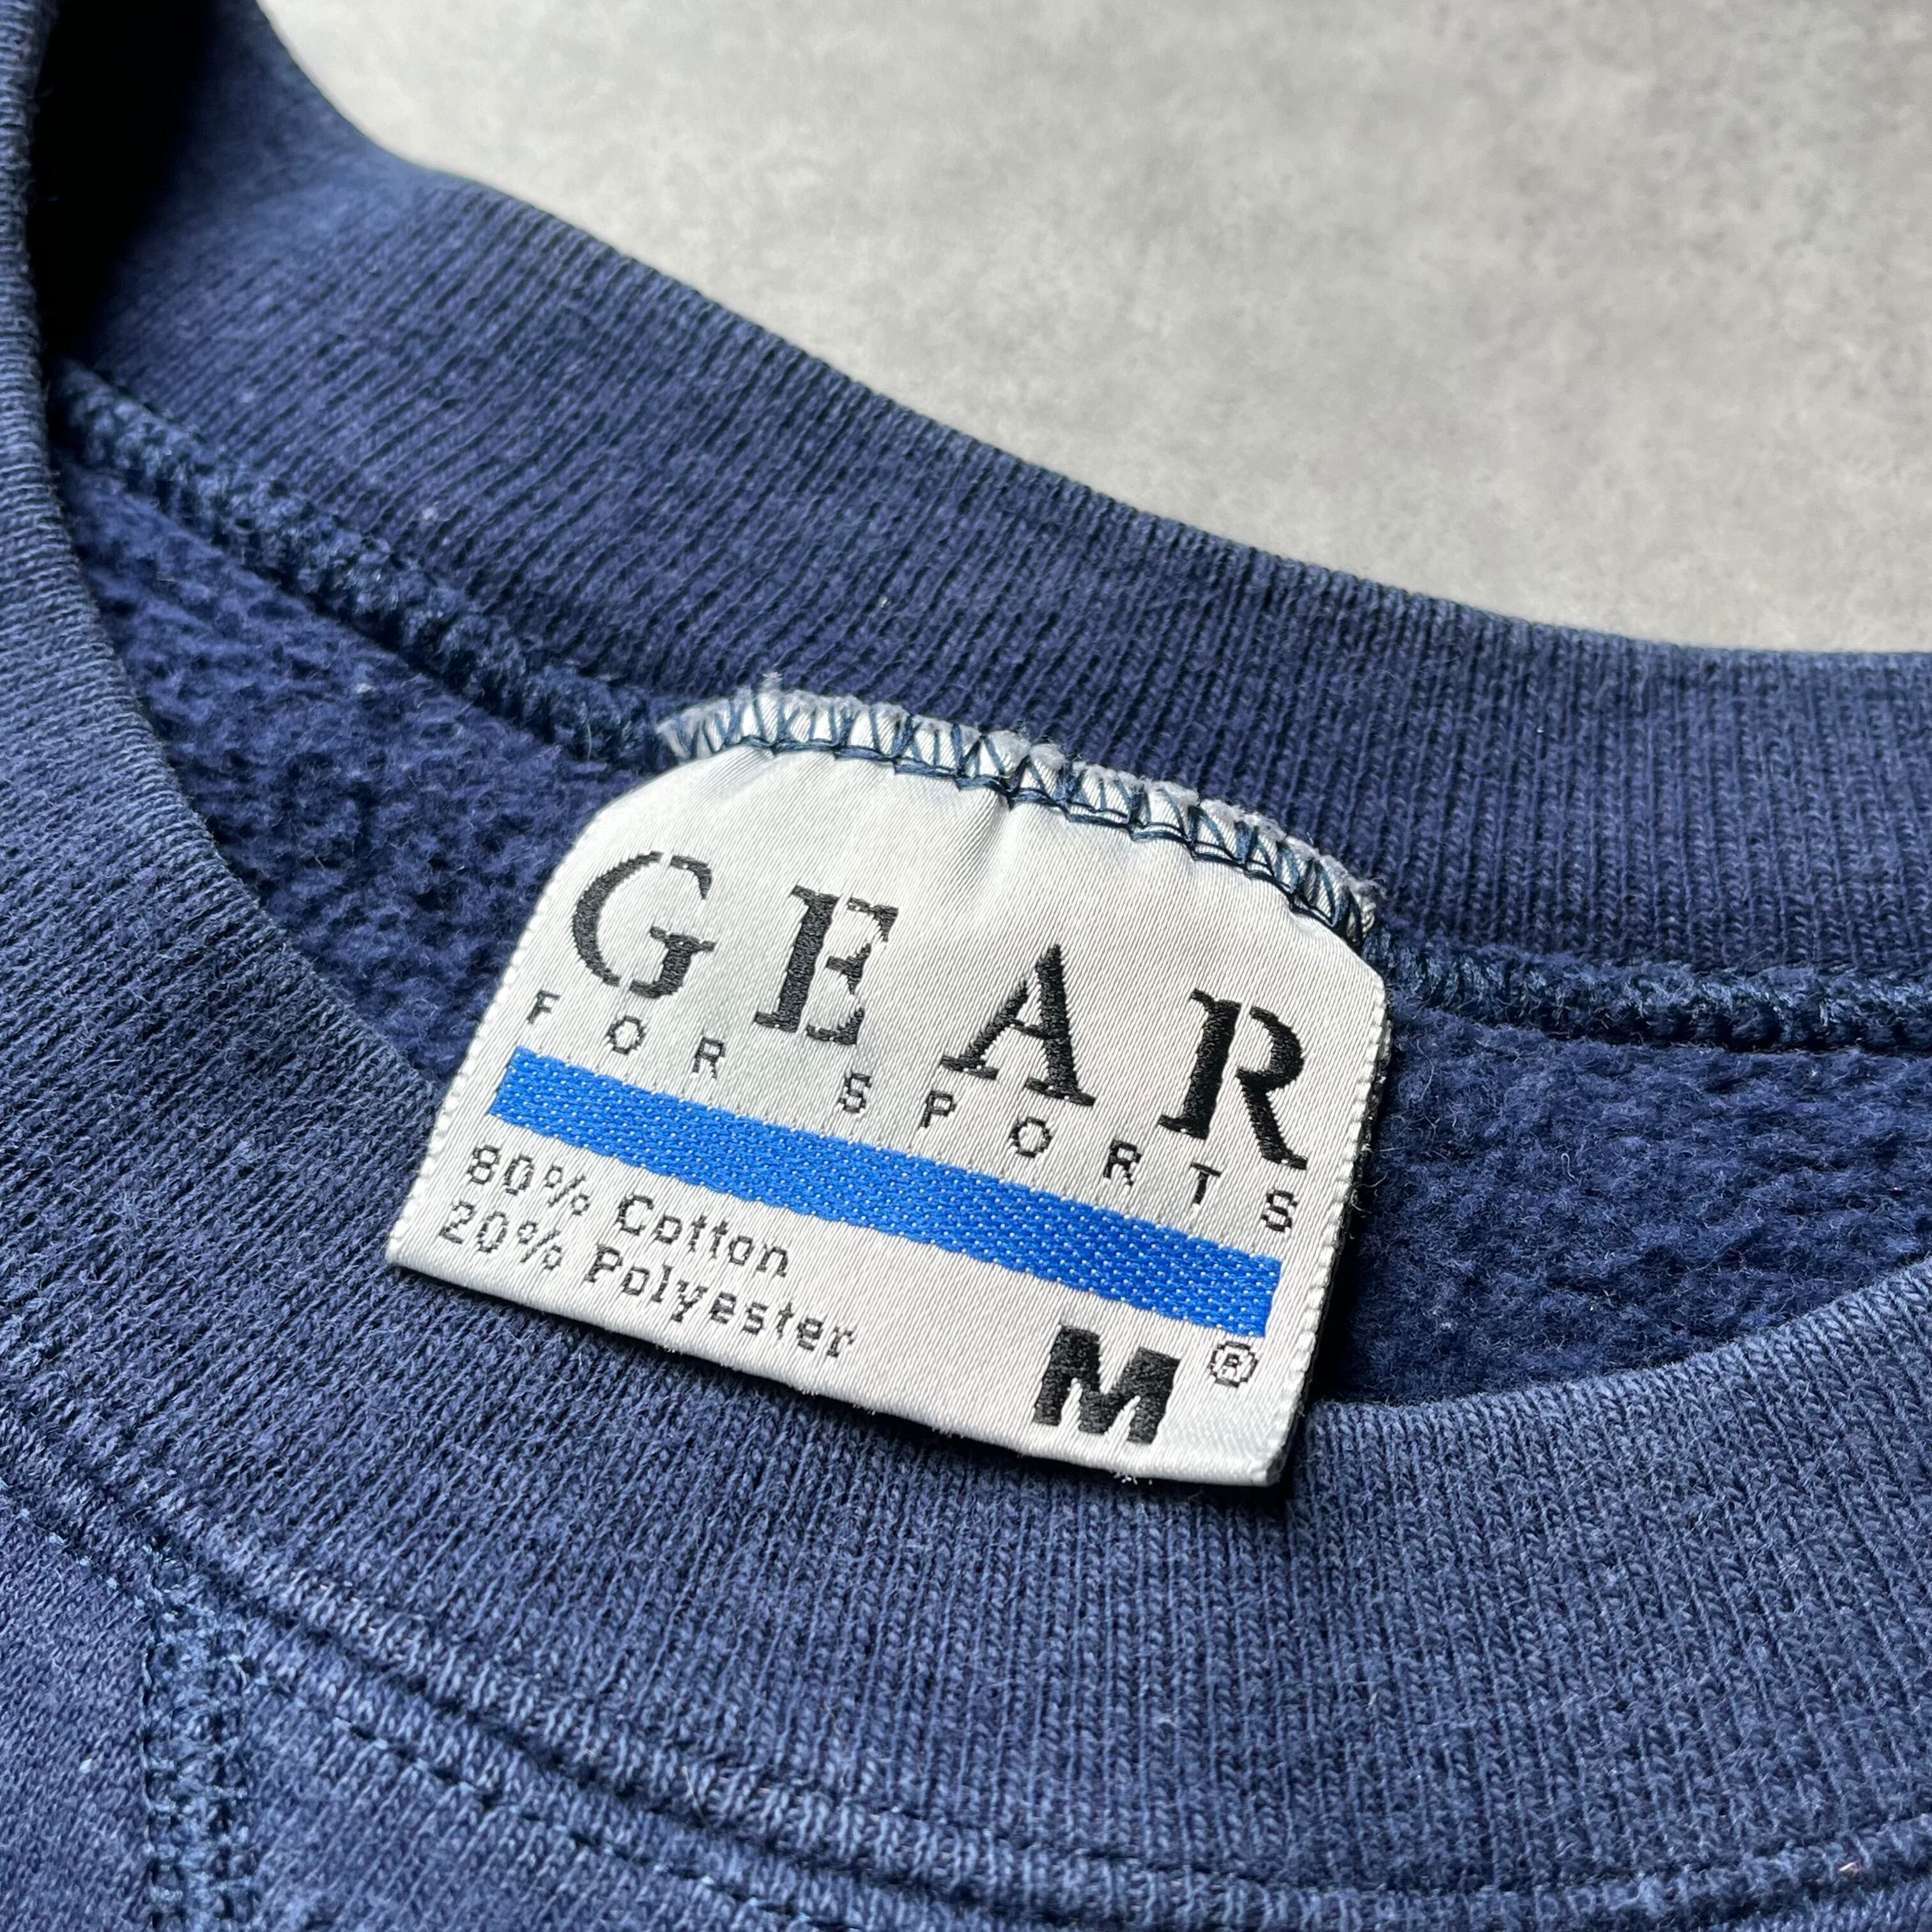 GEAR
FOR SPORTS
80% Cotton
20% Polyester
M ®